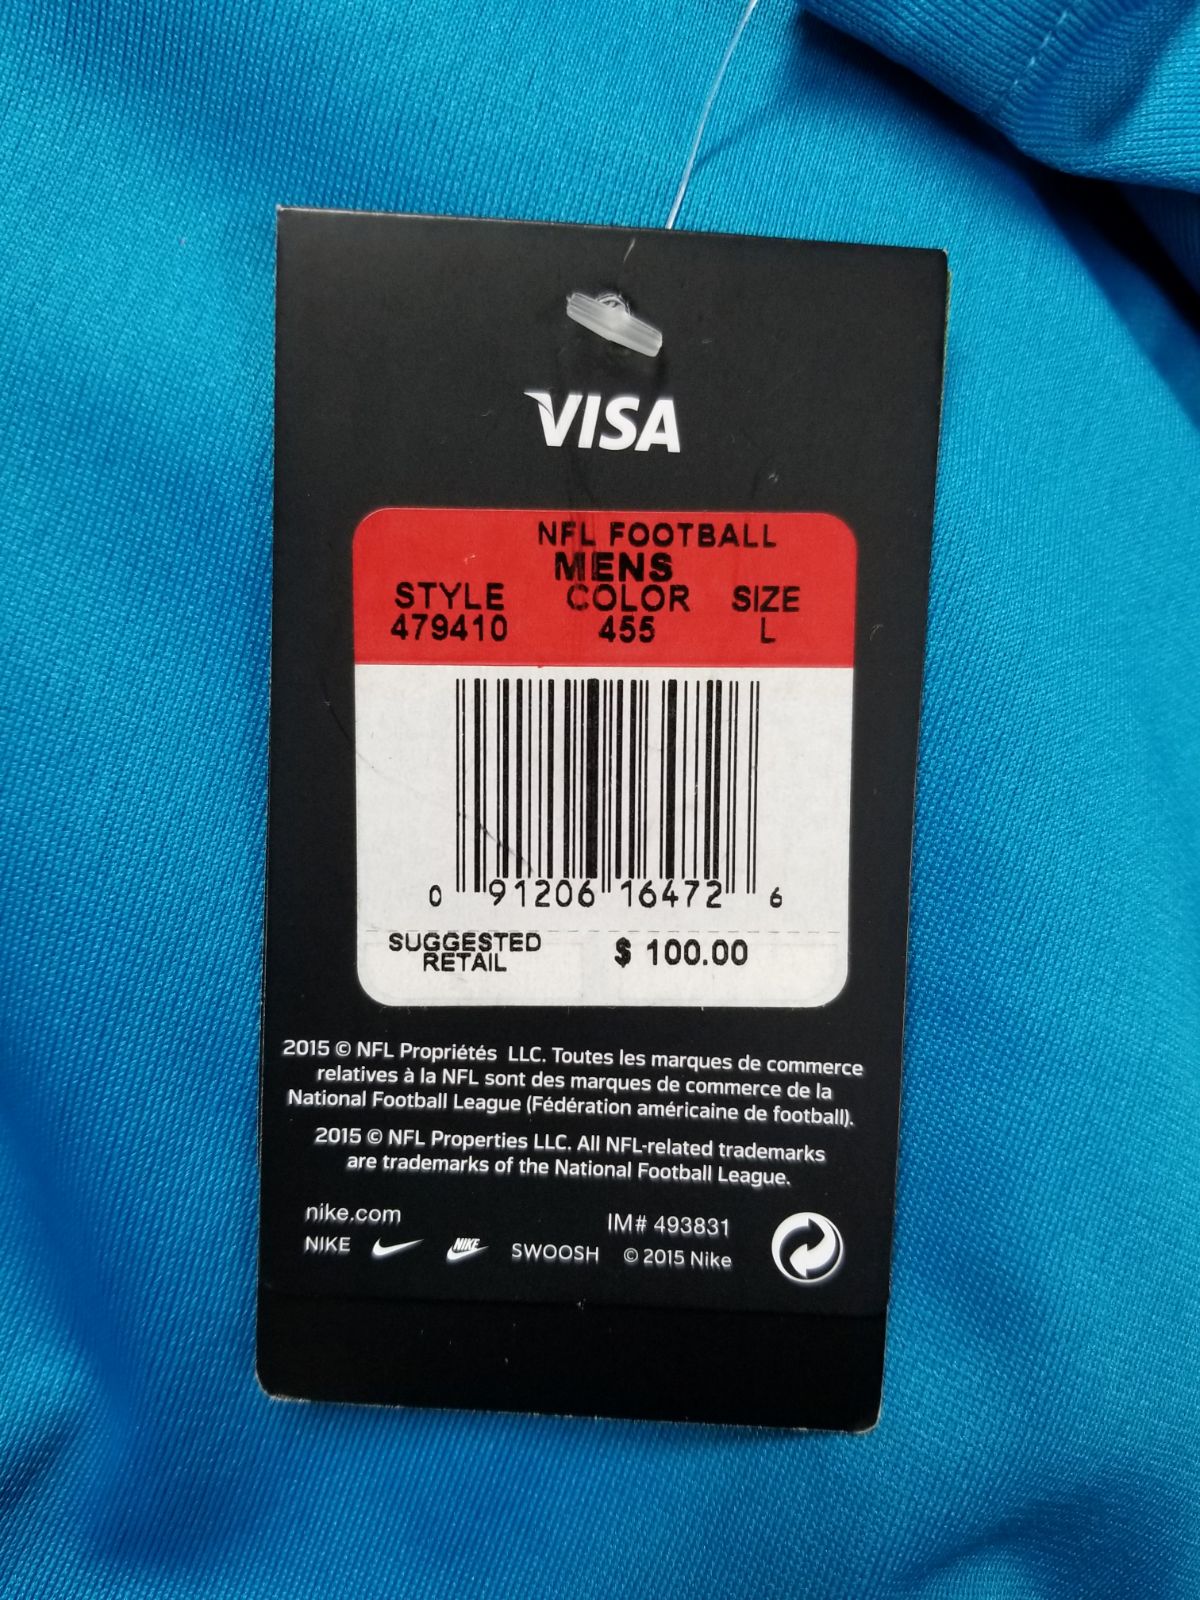 VISA
NFL FOOTBALL
MENS
STYLE COLOR SIZE
479410 455 L
0 91206 16472 6
SUGGESTED
RETAIL $ 100.00
2015 © NFL Propriétés LLC. Toutes les marques de commerce
relatives à la NFL sont des marques de commerce de la
National Football League (Fédération américaine de football).
2015 © NFL Properties LLC. All NFL-related trademarks
are trademarks of the National Football League.
nike.com IM# 493831
NIKE NIKE SWOOSH © 2015 Nike